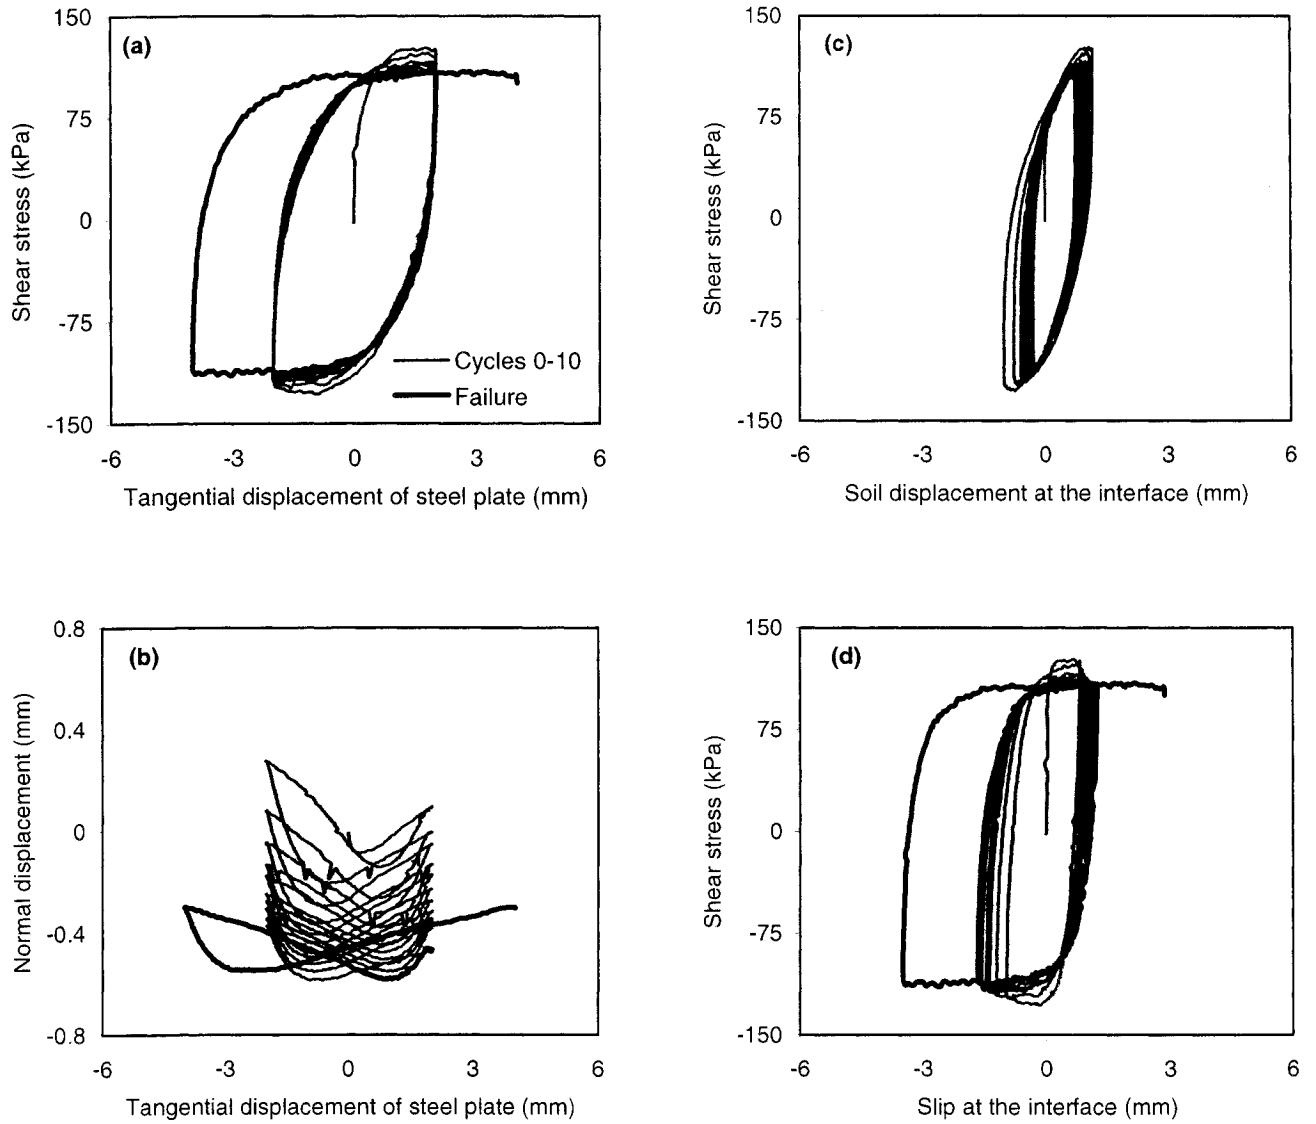 (a)
150
75
0
-75
-150
Shear stress (kPa)
Cycles 0-10
Failure
-6 -3 0 3 6
Tangential displacement of steel plate (mm)
(c)
150
75
0
-75
-150
Shear stress (kPa)
-6 -3 0 3 6
Soil displacement at the interface (mm)
(b)
0.8
0.4
0
-0.4
-0.8
Normal displacement (mm)
-6 -3 0 3 6
Tangential displacement of steel plate (mm)
(d)
150
75
0
-75
-150
Shear stress (kPa)
-6 -3 0 3 6
Slip at the interface (mm)